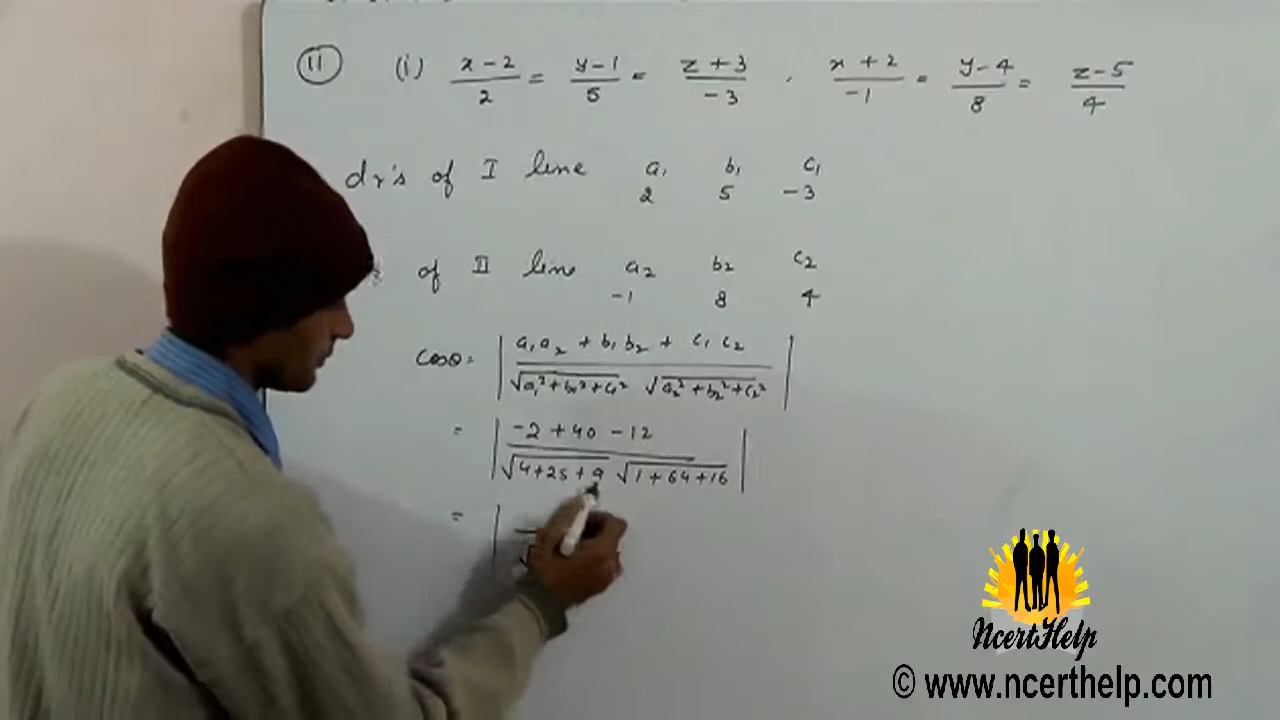 11 (i) x-2/2 = y-1/5 = z+3/-3 , x+2/-1 = y-4/8 = z-5/4
dr's of I line a₁ b₁ c₁
2 5 -3
of II line a₂ b₂ c₂
-1 8 4
cosθ = | a₁a₂ + b₁b₂ + c₁c₂ / √a₁²+b₁²+c₁² √a₂²+b₂²+c₂² |
= | -2+40-12 / √4+25+9 √1+64+16 |
= |
NcertHelp
© www.ncerthelp.com